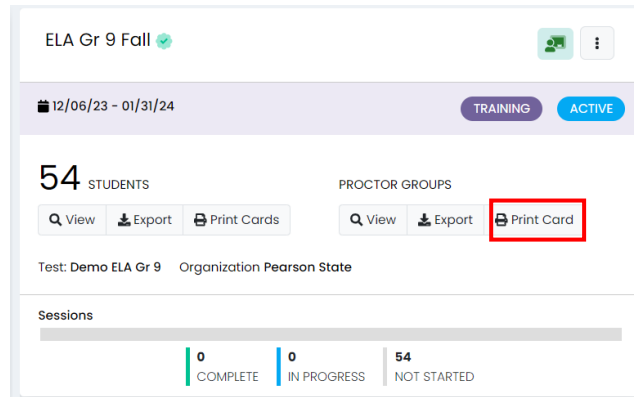 ELA Gr 9 Fall
12/06/23 - 01/31/24 TRAINING ACTIVE
54 STUDENTS PROCTOR GROUPS
View Export Print Cards View Export Print Card
Test: Demo ELA Gr 9 Organization Pearson State
Sessions
0 0 54
COMPLETE IN PROGRESS NOT STARTED